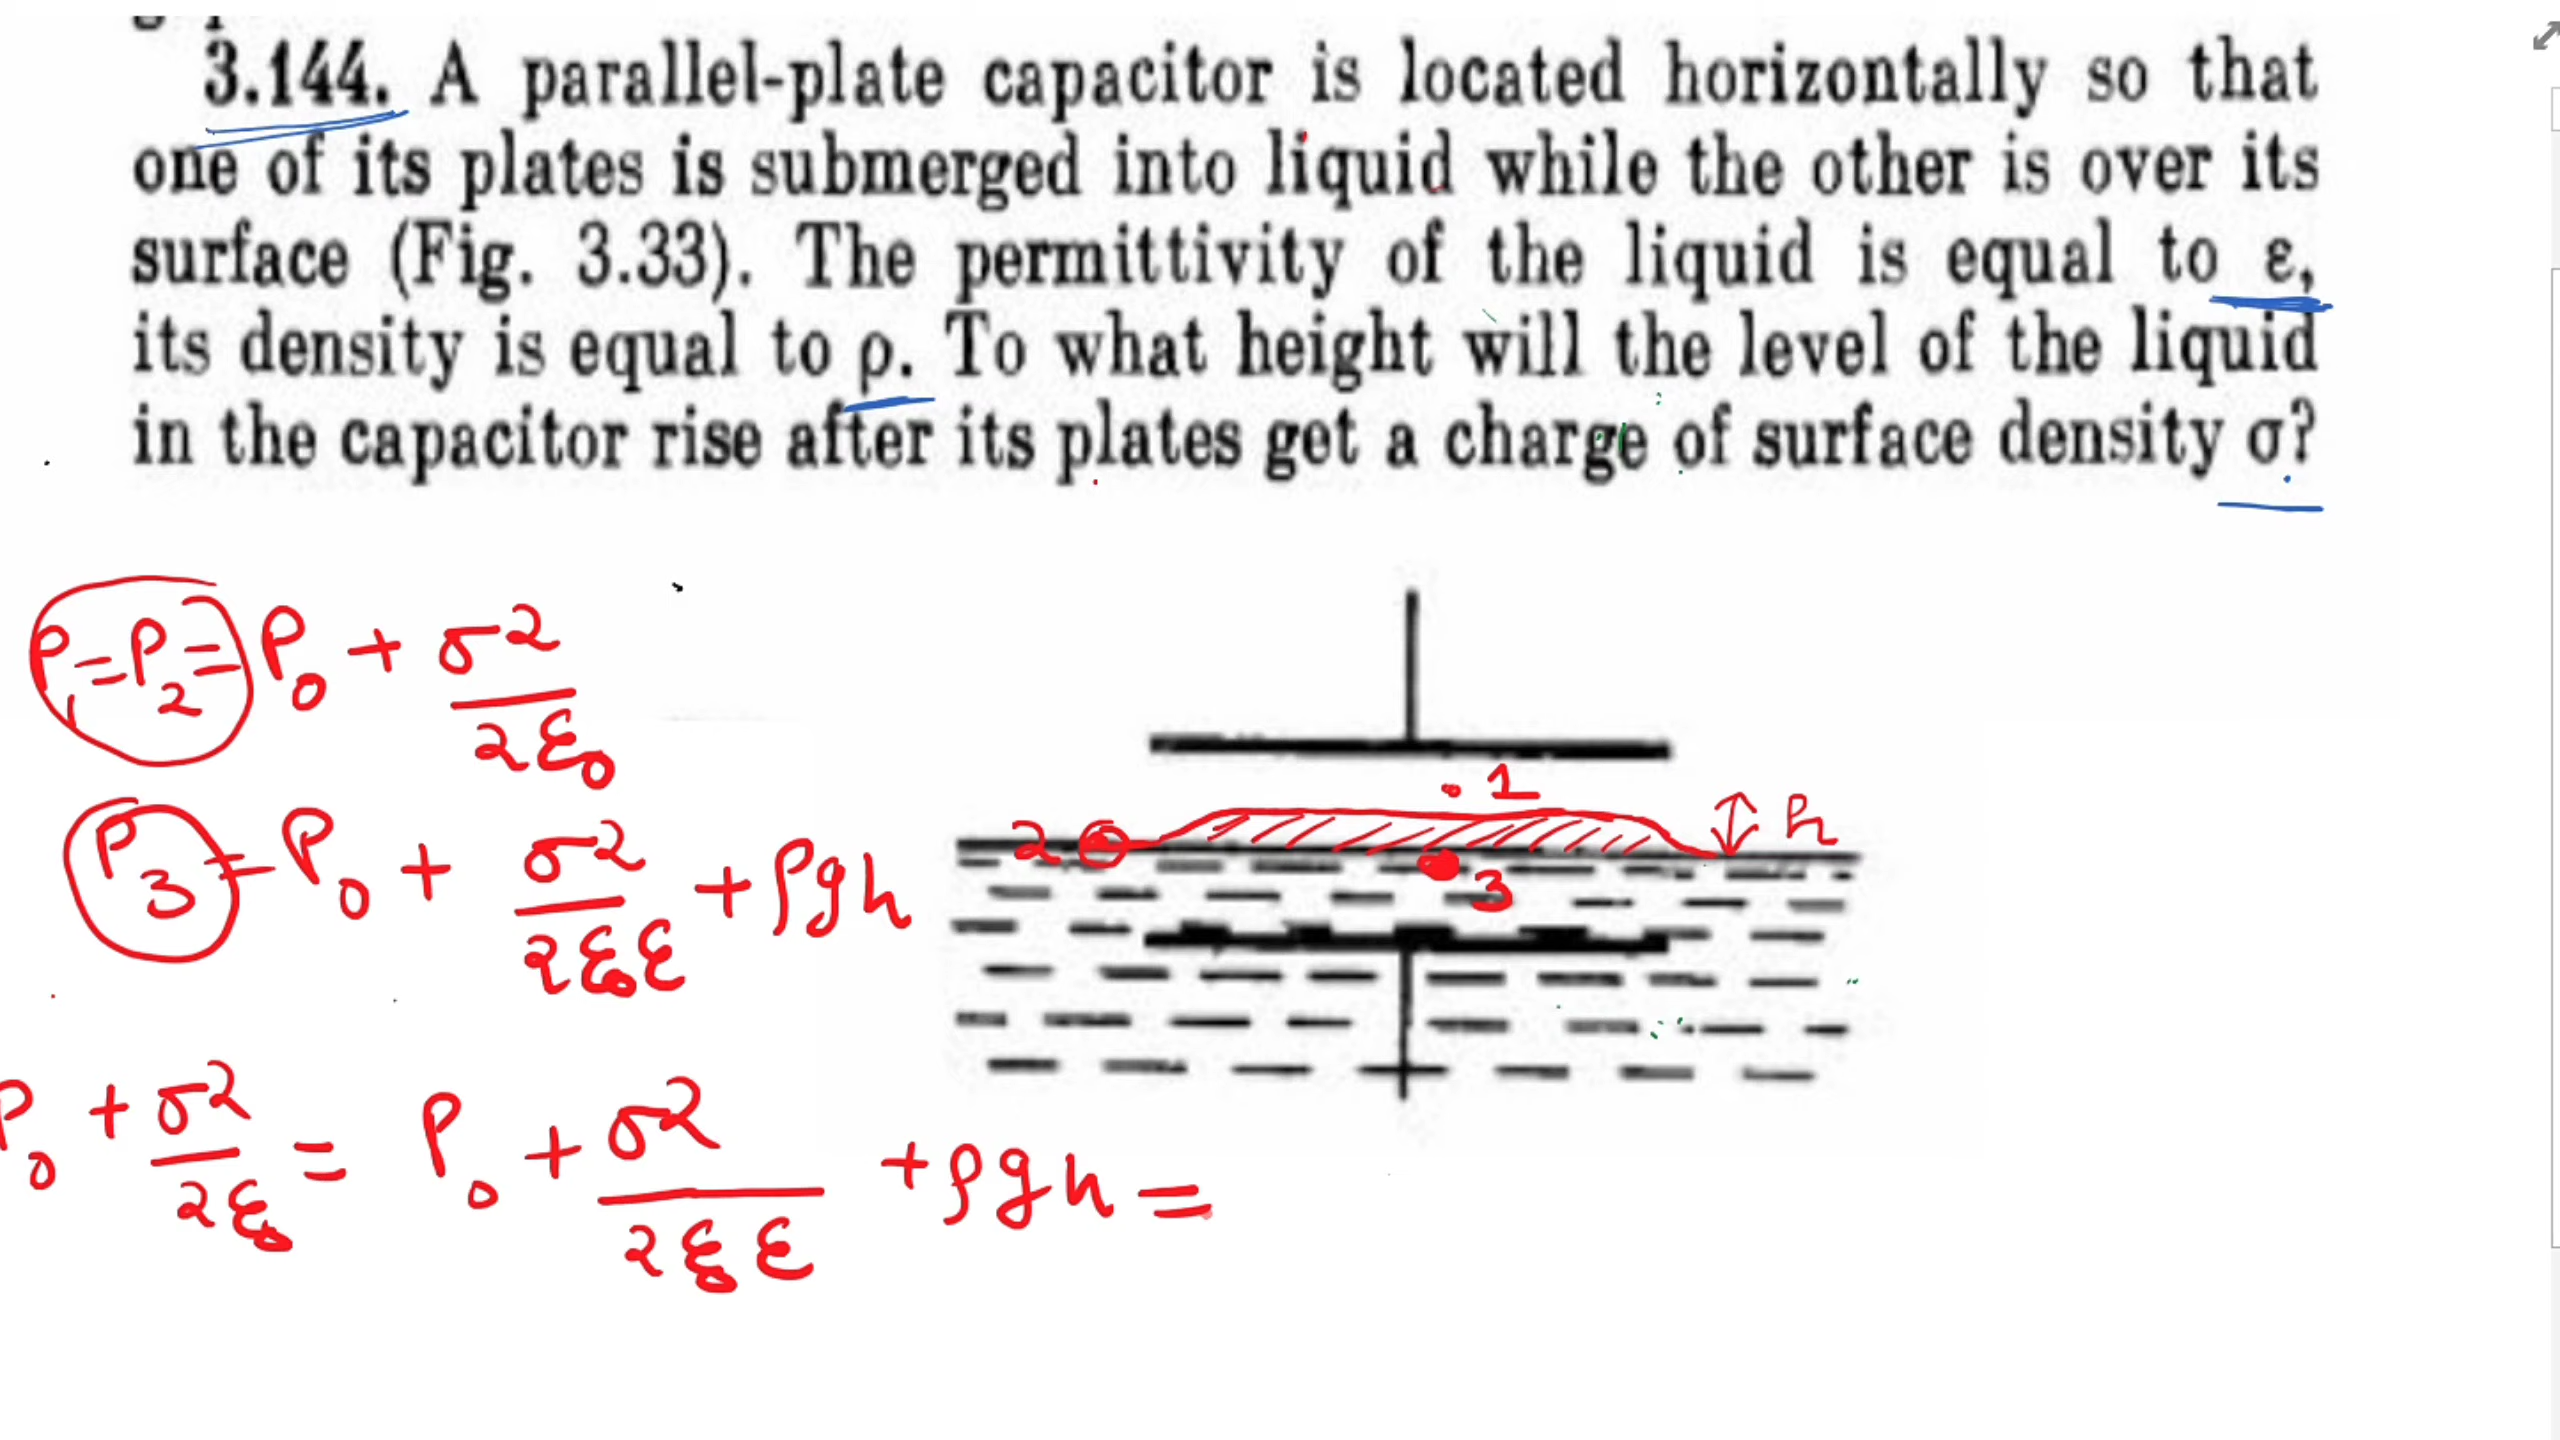 3.144. A parallel-plate capacitor is located horizontally so that
one of its plates is submerged into liquid while the other is over its
surface (Fig. 3.33). The permittivity of the liquid is equal to ε,
its density is equal to ρ. To what height will the level of the liquid
in the capacitor rise after its plates get a charge of surface density σ?
P₁=P₂=P₀ + σ²/2ε₀
1
2
h
3
P₃=P₀ + σ²/2ε₀ε +ρgh
P₀ + σ²/2ε₀ = P₀ + σ²/2ε₀ε +ρgh=